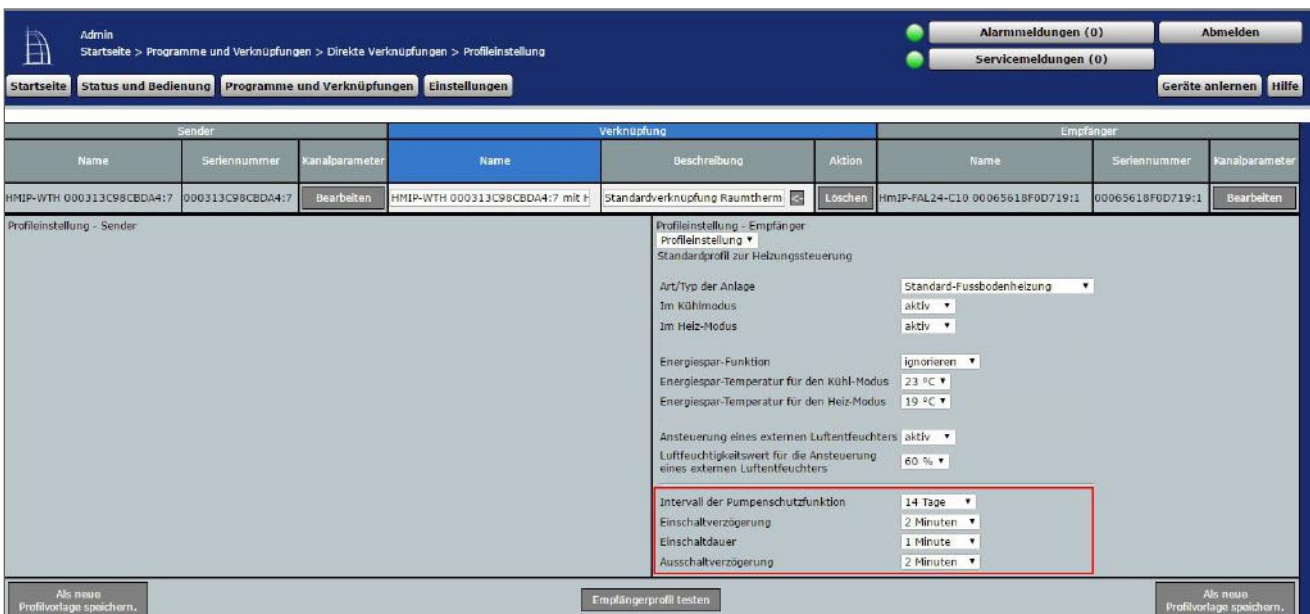 Admin
Startseite > Programme und Verknüpfungen > Direkte Verknüpfungen > Profileinstellung
Alarmmeldungen (0)
Abmelden
Servicemeldungen (0)
Startseite
Status und Bedienung
Programme und Verknüpfungen
Einstellungen
Geräte anlernen
Hilfe
Sender
Verknüpfung
Empfänger
Name
Seriennummer
Kanalparameter
Name
Beschreibung
Aktion
Name
Seriennummer
Kanalparameter
HMIP-WTH 000313C98CBDA4:7
000313C98CBDA4:7
Bearbeiten
HMIP-WTH 000313C98CBDA4:7 mit H
Standardverknüpfung Raumtherm
<-
Löschen
HmIP-FAL24-C10 00065618F0D719:1
00065618F0D719:1
Bearbeiten
Profileinstellung - Sender
Profileinstellung - Empfänger
Profileinstellung
Standardprofil zur Heizungssteuerung
Art/Typ der Anlage
Standard-Fussbodenheizung
Im Kühlmodus
aktiv
Im Heiz-Modus
aktiv
Energiespar-Funktion
ignorieren
Energiespar-Temperatur für den Kühl-Modus
23 °C
Energiespar-Temperatur für den Heiz-Modus
19 °C
Ansteuerung eines externen Luftentfeuchters
aktiv
Luftfeuchtigkeitswert für die Ansteuerung
eines externen Luftentfeuchters
60 %
Intervall der Pumpenschutzfunktion
14 Tage
Einschaltverzögerung
2 Minuten
Einschaltdauer
1 Minute
Ausschaltverzögerung
2 Minuten
Als neue
Profilvorlage speichern.
Empfängerprofil testen
Als neue
Profilvorlage speichern.